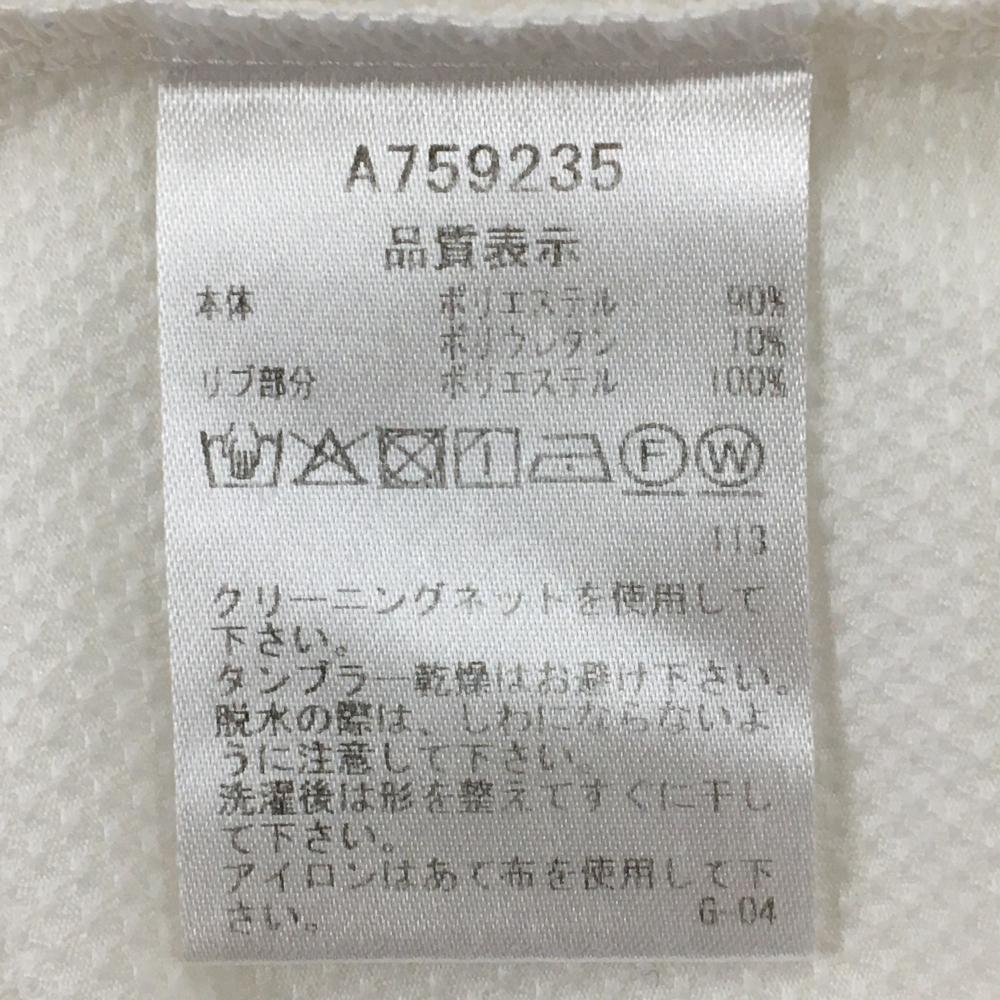 A759235
品質表示
本体 ポリエステル 90%
ポリウレタン 10%
リブ部分 ポリエステル 100%
F W
113
クリーニングネットを使用して
下さい。
タンブラー乾燥はお避け下さい。
脱水の際は、しわにならないよ
うに注意して下さい。
洗濯後は形を整えてすぐに干し
て下さい。
アイロンはあて布を使用して下
さい。 G-04